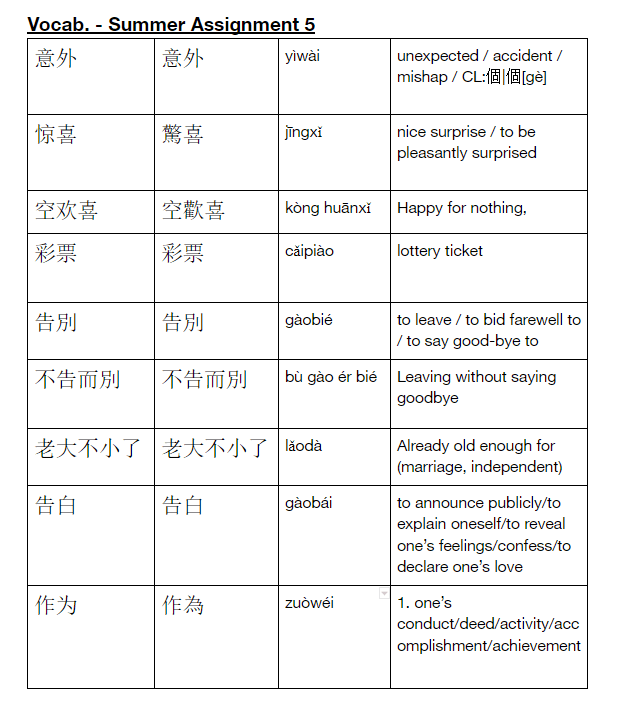 Vocab. - Summer Assignment 5
意外 意外 yìwài unexpected / accident /
mishap / CL:個|個[gè]
惊喜 驚喜 jīngxǐ nice surprise / to be
pleasantly surprised
空欢喜 空歡喜 kòng huānxǐ Happy for nothing,
彩票 彩票 cǎipiào lottery ticket
告別 告別 gàobié to leave / to bid farewell to
/ to say good-bye to
不告而別 不告而別 bù gào ér bié Leaving without saying
goodbye
老大不小了 老大不小了 lǎodà Already old enough for
(marriage, independent)
告白 告白 gàobái to announce publicly/to
explain oneself/to reveal
one's feelings/confess/to
declare one's love
作为 作為 zuòwéi 1. one's
conduct/deed/activity/acc
omplishment/achievement